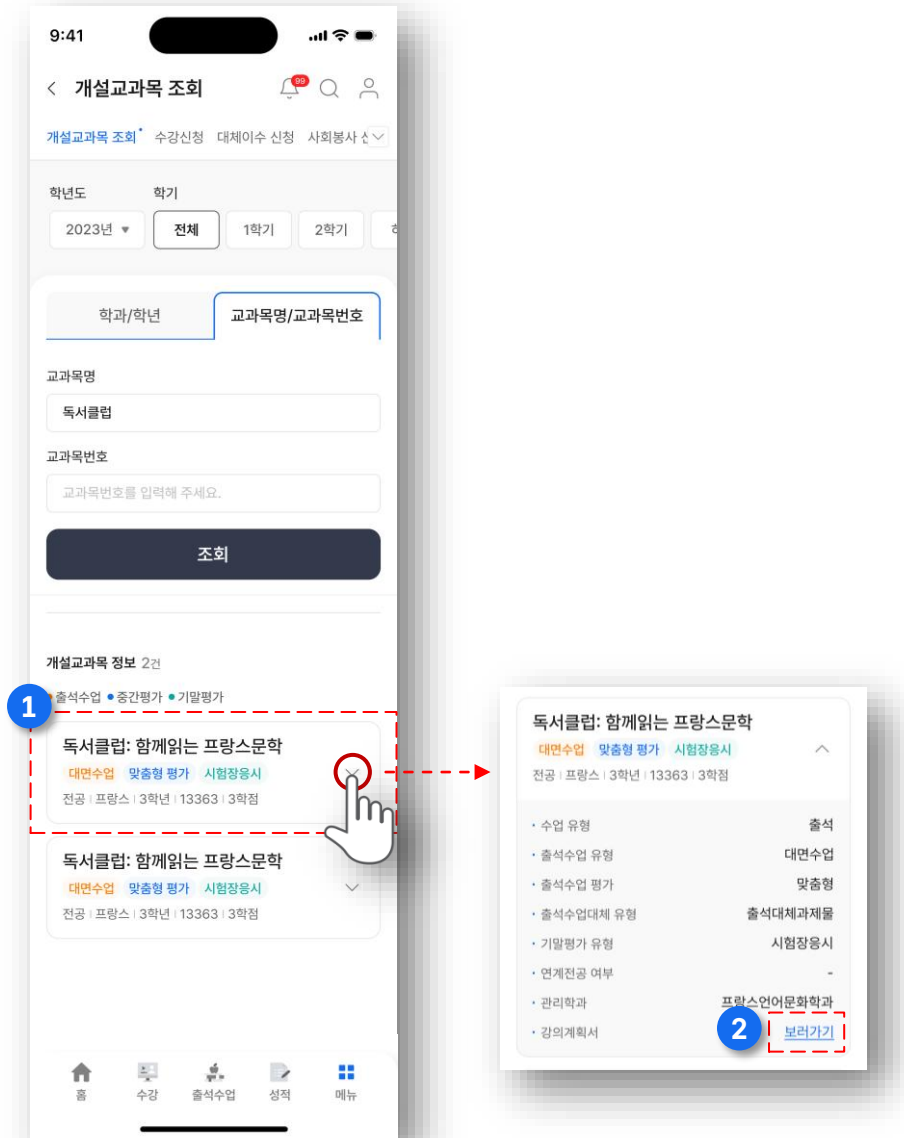 9:41
개설교과목 조회
99
개설교과목 조회 수강신청 대체이수 신청 사회봉사
학년도 학기
2023년 ▼ 전체 1학기 2학기
학과/학년 교과목명/교과목번호
교과목명
독서클럽
교과목번호
교과목번호를 입력해 주세요.
조회
개설교과목 정보 2건
출석수업 ● 중간평가 ● 기말평가
1
독서클럽: 함께읽는 프랑스문학
대면수업 맞춤형 평가 시험장응시
전공 | 프랑스 | 3학년 | 13363 | 3학점
독서클럽: 함께읽는 프랑스문학
대면수업 맞춤형 평가 시험장응시
전공 | 프랑스 | 3학년 | 13363 | 3학점
홈 수강 출석수업 성적 메뉴
독서클럽: 함께읽는 프랑스문학
대면수업 맞춤형 평가 시험장응시
전공 | 프랑스 | 3학년 | 13363 | 3학점
· 수업 유형 출석
· 출석수업 유형 대면수업
· 출석수업 평가 맞춤형
· 출석수업대체 유형 출석대체과제물
· 기말평가 유형 시험장응시
· 연계전공 여부 -
· 관리학과 프랑스언어문화학과
· 강의계획서 2 보러가기